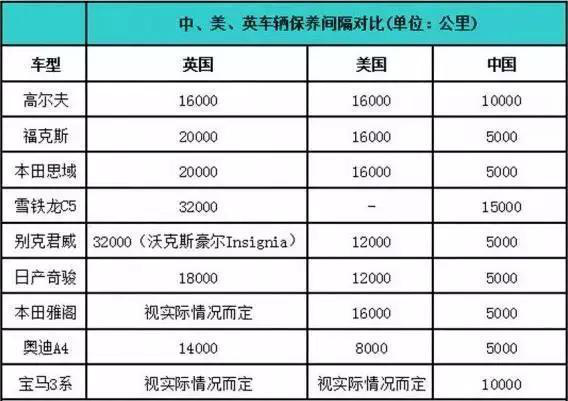 中、美、英车辆保养间隔对比(单位：公里)
车型 英国 美国 中国
高尔夫 16000 16000 10000
福克斯 20000 16000 5000
本田思域 20000 16000 5000
雪铁龙C5 32000 - 15000
别克君威 32000（沃克斯豪尔Insignia） 12000 5000
日产奇骏 18000 12000 5000
本田雅阁 视实际情况而定 16000 5000
奥迪A4 14000 8000 5000
宝马3系 视实际情况而定 视实际情况而定 10000